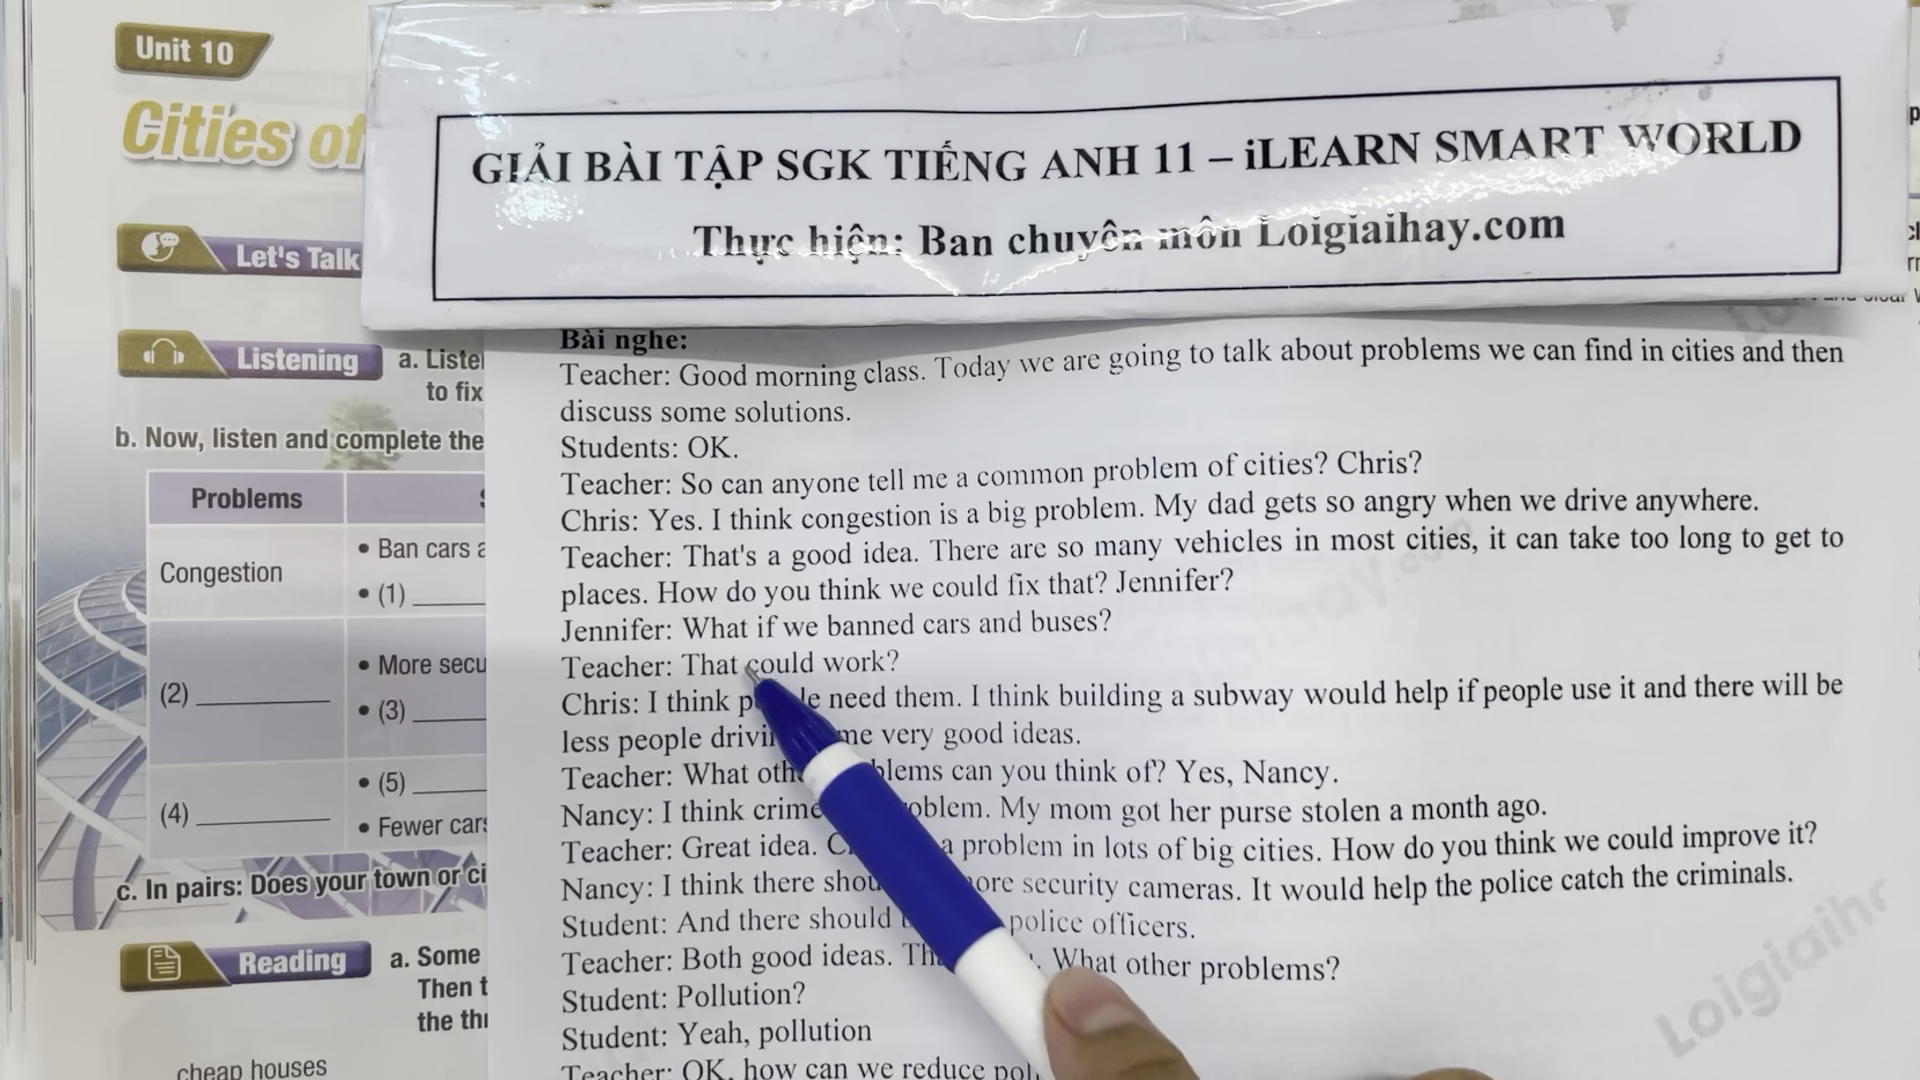 Unit 10
Cities of
Let's Talk
Listening
a. Liste
to fix
b. Now, listen and complete the
Problems
Congestion
• Ban cars a
• (1)
(2)
• More secu
• (3)
(4)
• (5)
• Fewer cars
c. In pairs: Does your town or ci
Reading
a. Some
Then t
the thr
cheap houses
GIẢI BÀI TẬP SGK TIẾNG ANH 11 – iLEARN SMART WORLD
Thực hiện: Ban chuyên môn Loigiaihay.com
Bài nghe:
Teacher: Good morning class. Today we are going to talk about problems we can find in cities and then
discuss some solutions.
Students: OK.
Teacher: So can anyone tell me a common problem of cities? Chris?
Chris: Yes. I think congestion is a big problem. My dad gets so angry when we drive anywhere.
Teacher: That's a good idea. There are so many vehicles in most cities, it can take too long to get to
places. How do you think we could fix that? Jennifer?
Jennifer: What if we banned cars and buses?
Teacher: That could work?
Chris: I think need them. I think building a subway would help if people use it and there will be
less people very good ideas.
Teacher: What can you think of? Yes, Nancy.
Nancy: I think crime My mom got her purse stolen a month ago.
Teacher: Great idea. a problem in lots of big cities. How do you think we could improve it?
Nancy: I think there security cameras. It would help the police catch the criminals.
Student: And there should police officers.
Teacher: Both good ideas. What other problems?
Student: Pollution?
Student: Yeah, pollution
Teacher: OK, how can we reduce
Loigiaiha